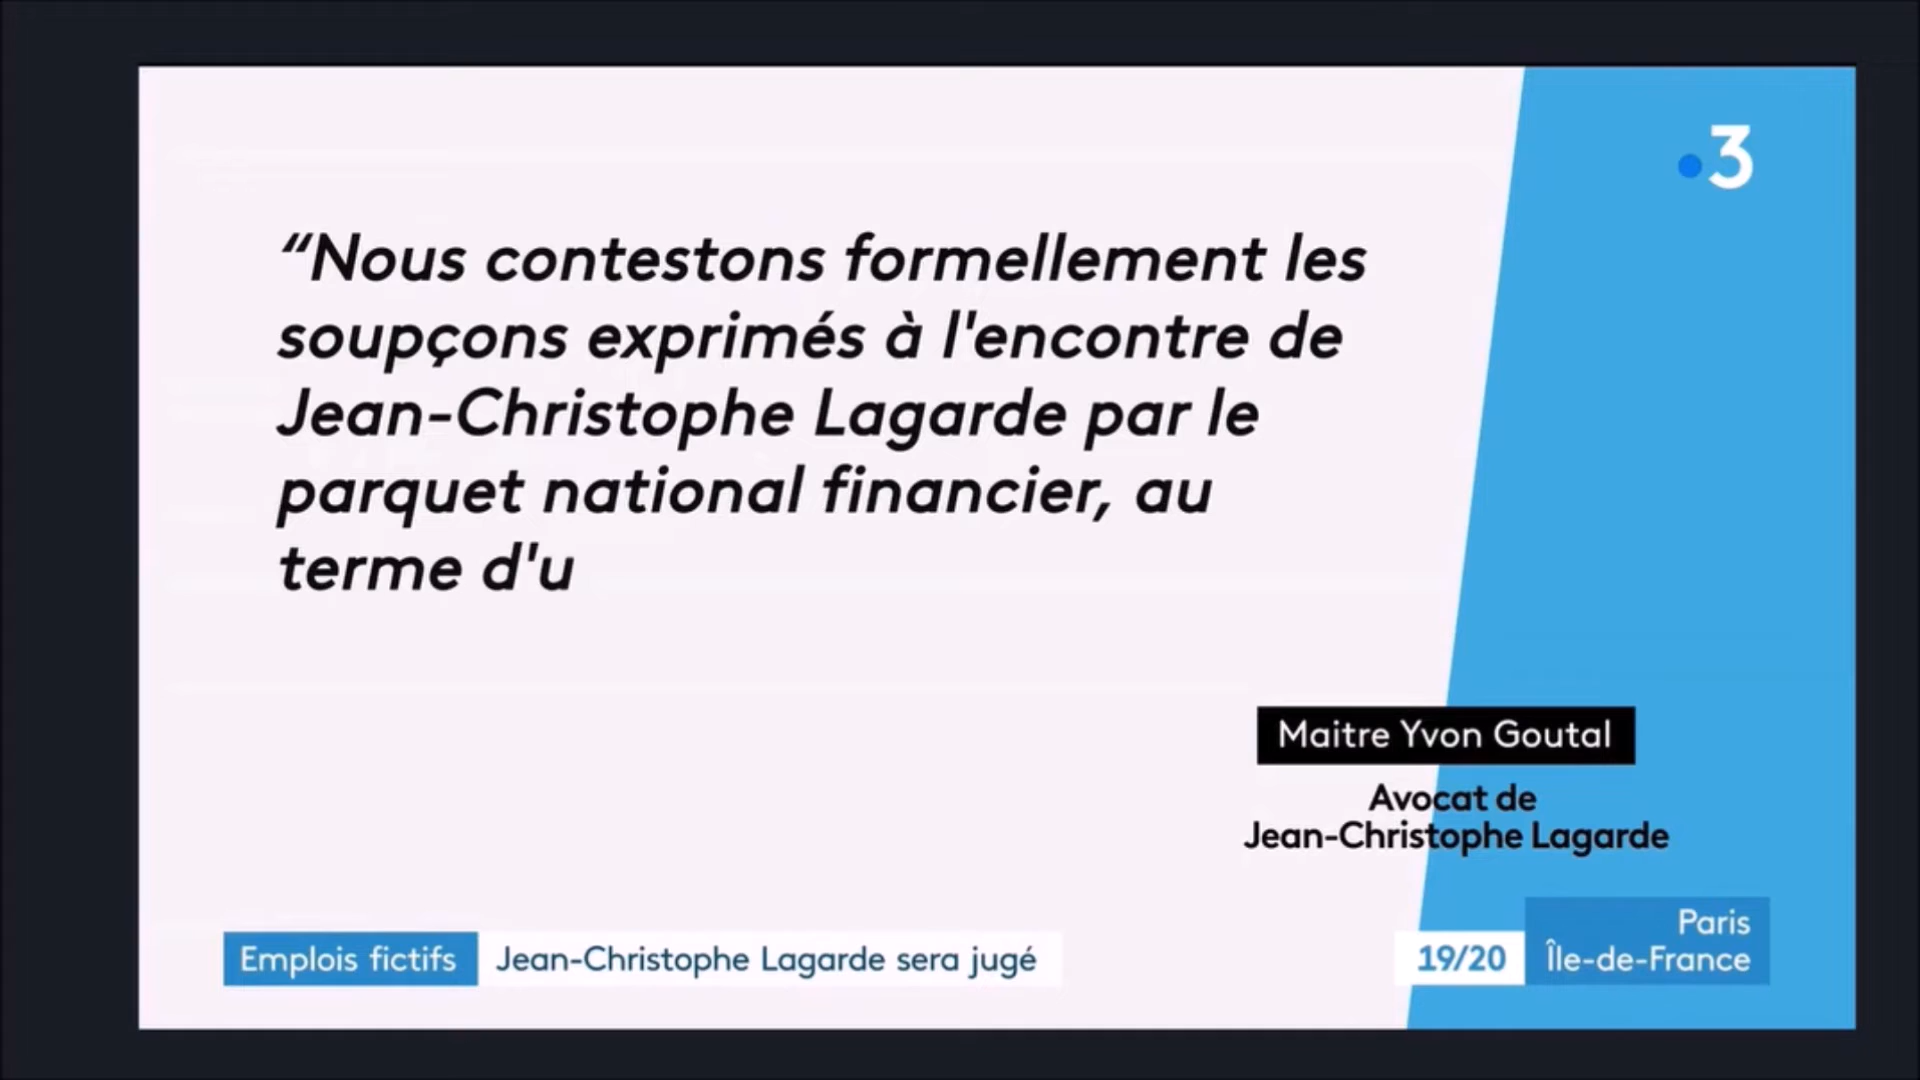 3
“Nous contestons formellement les
soupçons exprimés à l'encontre de
Jean-Christophe Lagarde par le
parquet national financier, au
terme d'u
Maitre Yvon Goutal
Avocat de
Jean-Christophe Lagarde
Emplois fictifs Jean-Christophe Lagarde sera jugé
19/20
Paris
Île-de-France